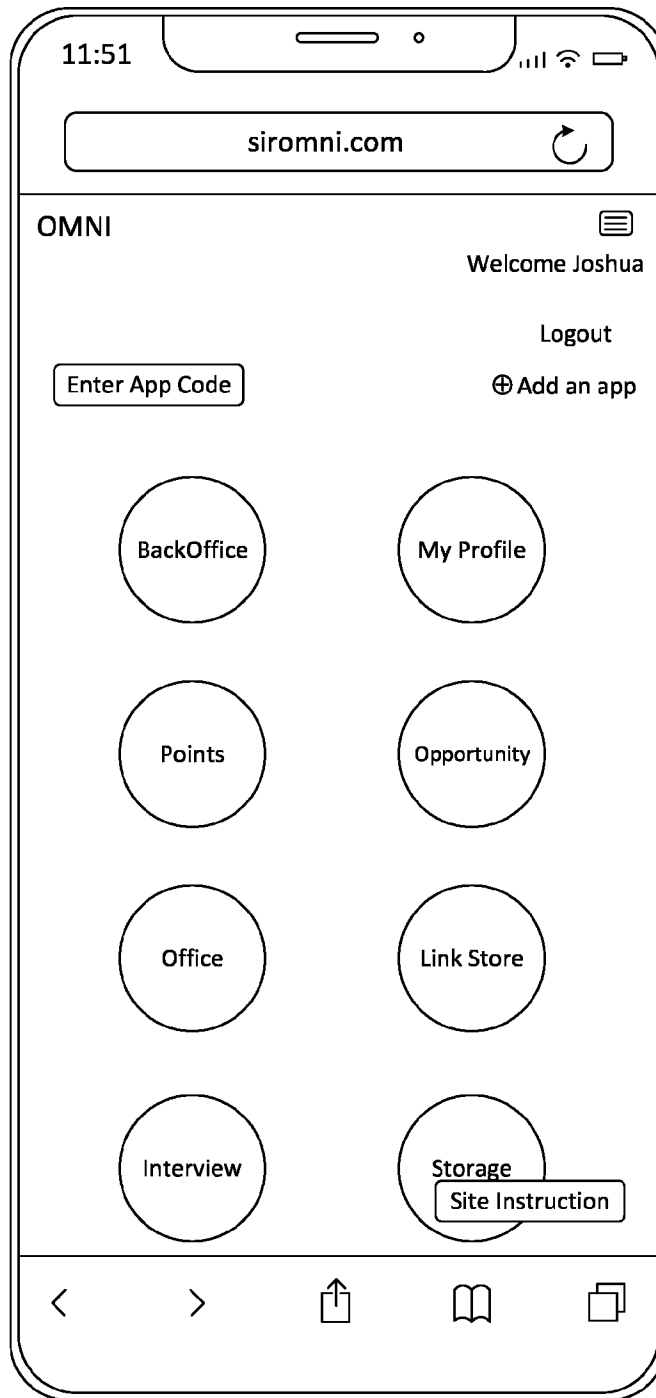 11:51
siromni.com
OMNI
Welcome Joshua
Logout
Enter App Code
Add an app
BackOffice
My Profile
Points
Opportunity
Office
Link Store
Interview
Storage
Site Instruction